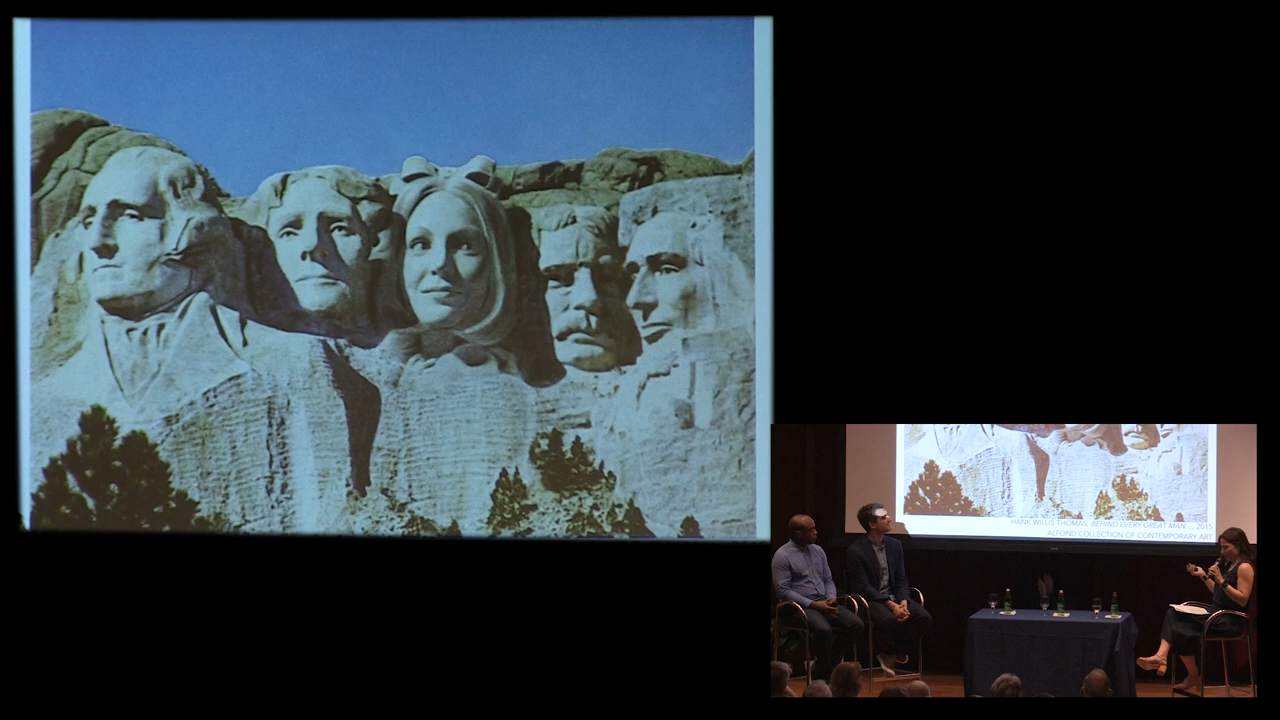 HANK WILLIS THOMAS, BEHIND EVERY GREAT MAN..., 2015
ALFOND COLLECTION OF CONTEMPORARY ART